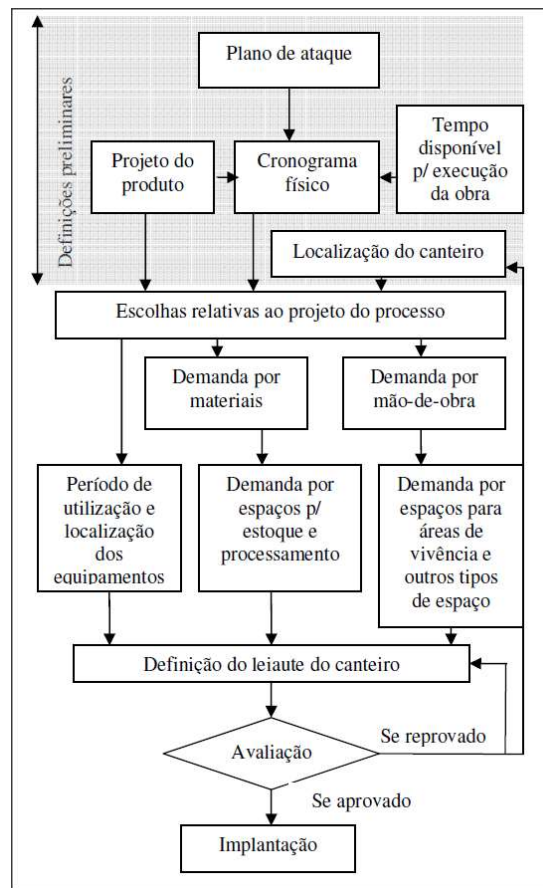 Definições preliminares
Plano de ataque
Projeto do
produto
Cronograma
físico
Tempo
disponível
p/ execução
da obra
Localização do canteiro
Escolhas relativas ao projeto do processo
Demanda por
materiais
Demanda por
mão-de-obra
Período de
utilização e
localização
dos
equipamentos
Demanda por
espaços p/
estoque e
processamento
Demanda por
espaços para
áreas de
vivência e
outros tipos
de espaço
Definição do leiaute do canteiro
Avaliação
Se reprovado
Se aprovado
Implantação